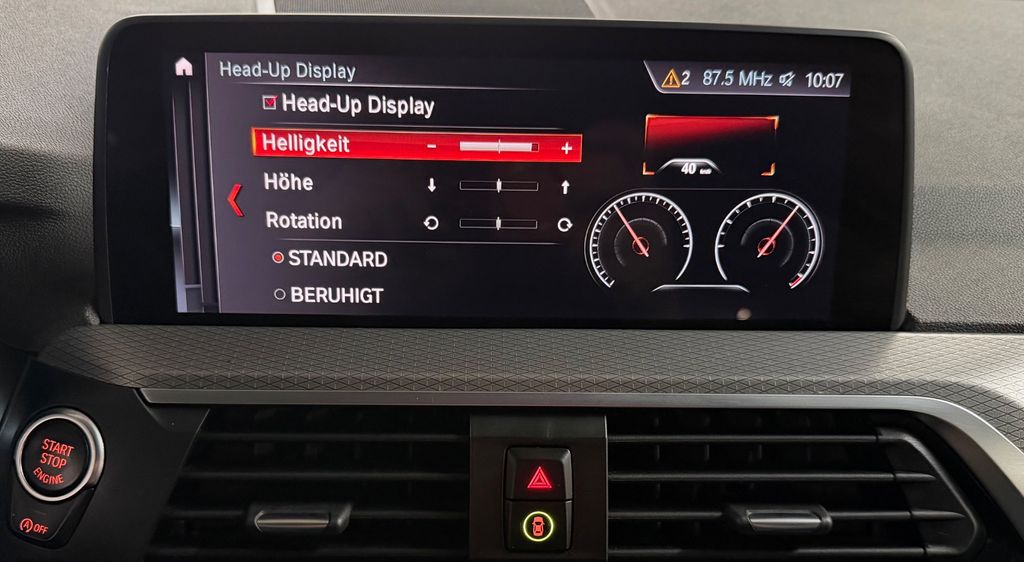 Head-Up Display
2 87.5 MHz 10:07
Head-Up Display
Helligkeit - +
Höhe
Rotation
STANDARD
BERUHIGT
40 km/h
START
STOP
ENGINE
A OFF